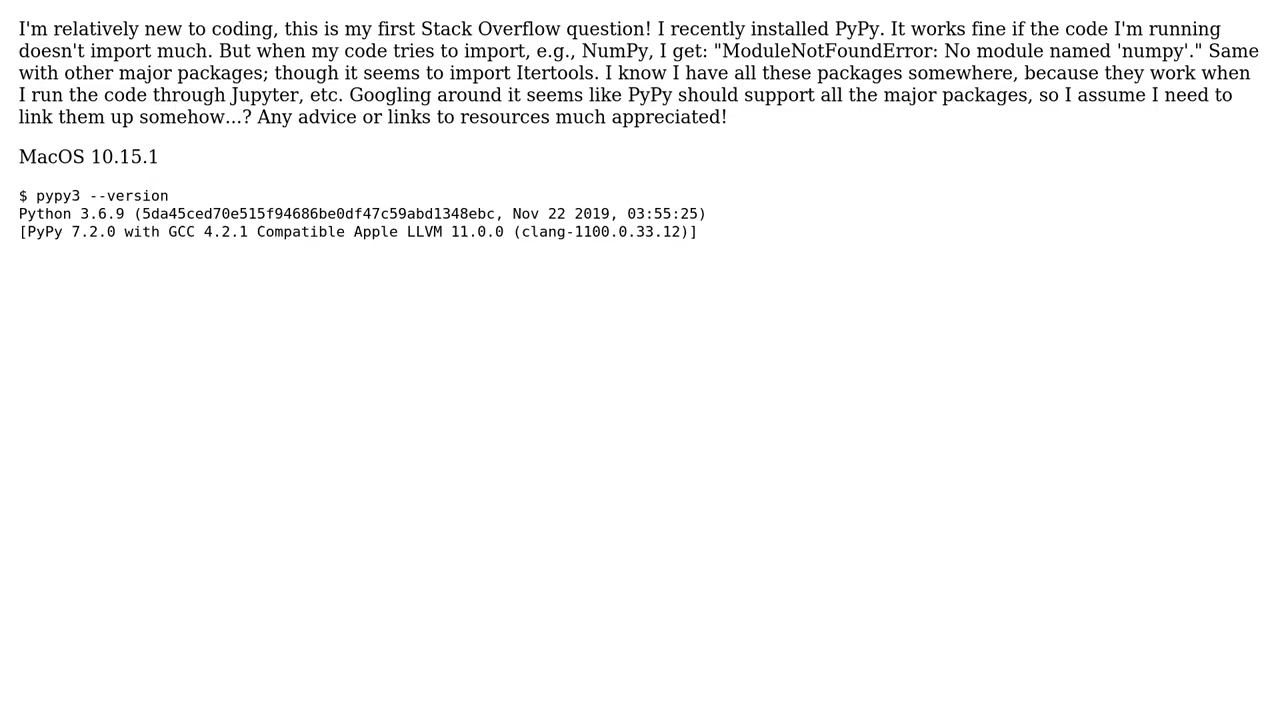 I'm relatively new to coding, this is my first Stack Overflow question! I recently installed PyPy. It works fine if the code I'm running
doesn't import much. But when my code tries to import, e.g., NumPy, I get: "ModuleNotFoundError: No module named 'numpy'." Same
with other major packages; though it seems to import Itertools. I know I have all these packages somewhere, because they work when
I run the code through Jupyter, etc. Googling around it seems like PyPy should support all the major packages, so I assume I need to
link them up somehow...? Any advice or links to resources much appreciated!
MacOS 10.15.1
$ pypy3 --version
Python 3.6.9 (5da45ced70e515f94686be0df47c59abd1348ebc, Nov 22 2019, 03:55:25)
[PyPy 7.2.0 with GCC 4.2.1 Compatible Apple LLVM 11.0.0 (clang-1100.0.33.12)]